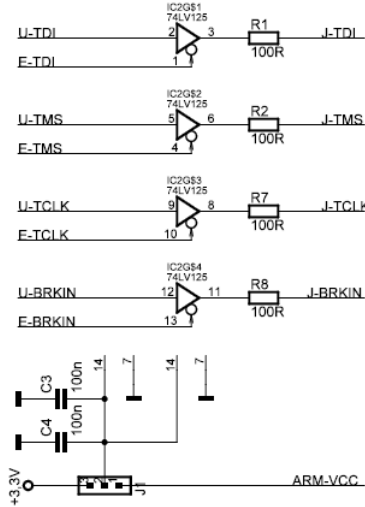 IC2G$1
74LV125
U-TDI 2 3 R1 J-TDI
100R
E-TDI 1
IC2G$2
74LV125
U-TMS 5 6 R2 J-TMS
100R
E-TMS 4
IC2G$3
74LV125
U-TCLK 9 8 R7 J-TCLK
100R
E-TCLK 10
IC2G$4
74LV125
U-BRKIN 12 11 R8 J-BRKIN
100R
E-BRKIN 13
14 7 14 7
C3 100n
C4 100n
+3,3V 3 2 1 J1 ARM-VCC